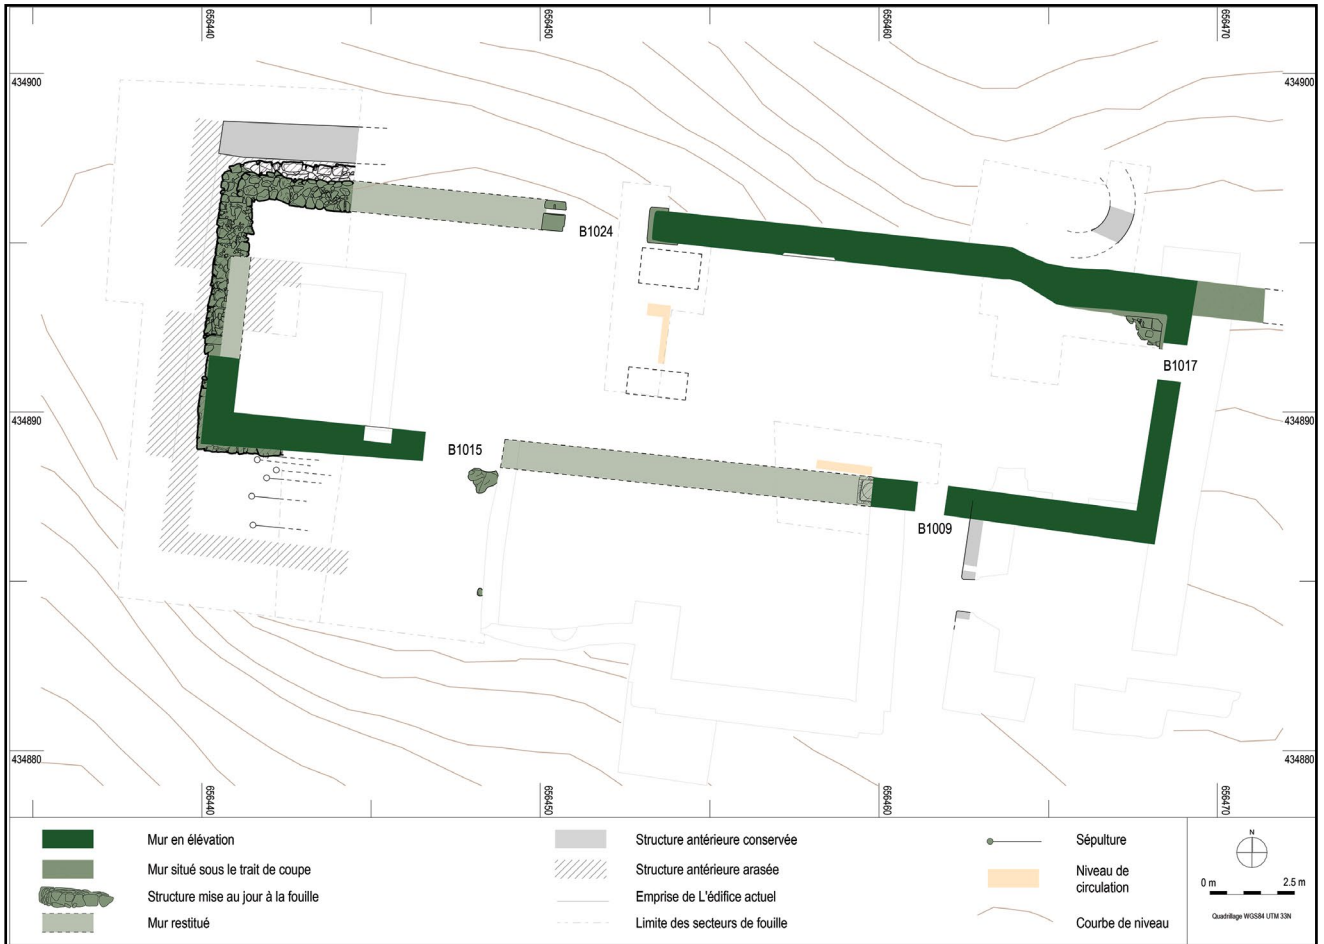 656440
656450
656460
656470
434900
434900
B1024
B1017
434890
434890
B1015
B1009
434880
434880
656440
656450
656460
656470
Mur en élévation
Mur situé sous le trait de coupe
Structure mise au jour à la fouille
Mur restitué
Structure antérieure conservée
Structure antérieure arasée
Emprise de L'édifice actuel
Limite des secteurs de fouille
Sépulture
Niveau de
circulation
Courbe de niveau
N
0 m 2.5 m
Quadrillage WGS84 UTM 33N